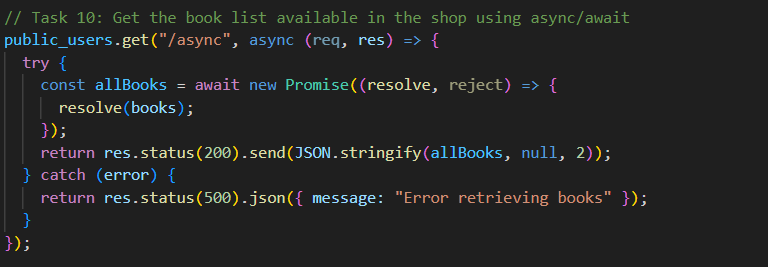 // Task 10: Get the book list available in the shop using async/await
public_users.get("/async", async (req, res) => {
  try {
    const allBooks = await new Promise((resolve, reject) => {
      resolve(books);
    });
    return res.status(200).send(JSON.stringify(allBooks, null, 2));
  } catch (error) {
    return res.status(500).json({ message: "Error retrieving books" });
  }
});